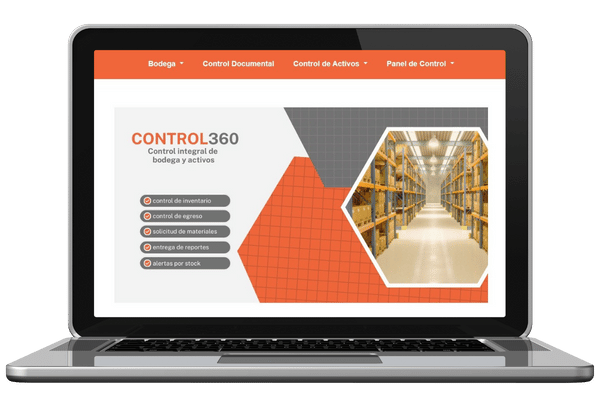 Bodega Control Documental Control de Activos Panel de Control
CONTROL360
Control integral de
bodega y activos
control de inventario
control de egreso
solicitud de materiales
entrega de reportes
alertas por stock